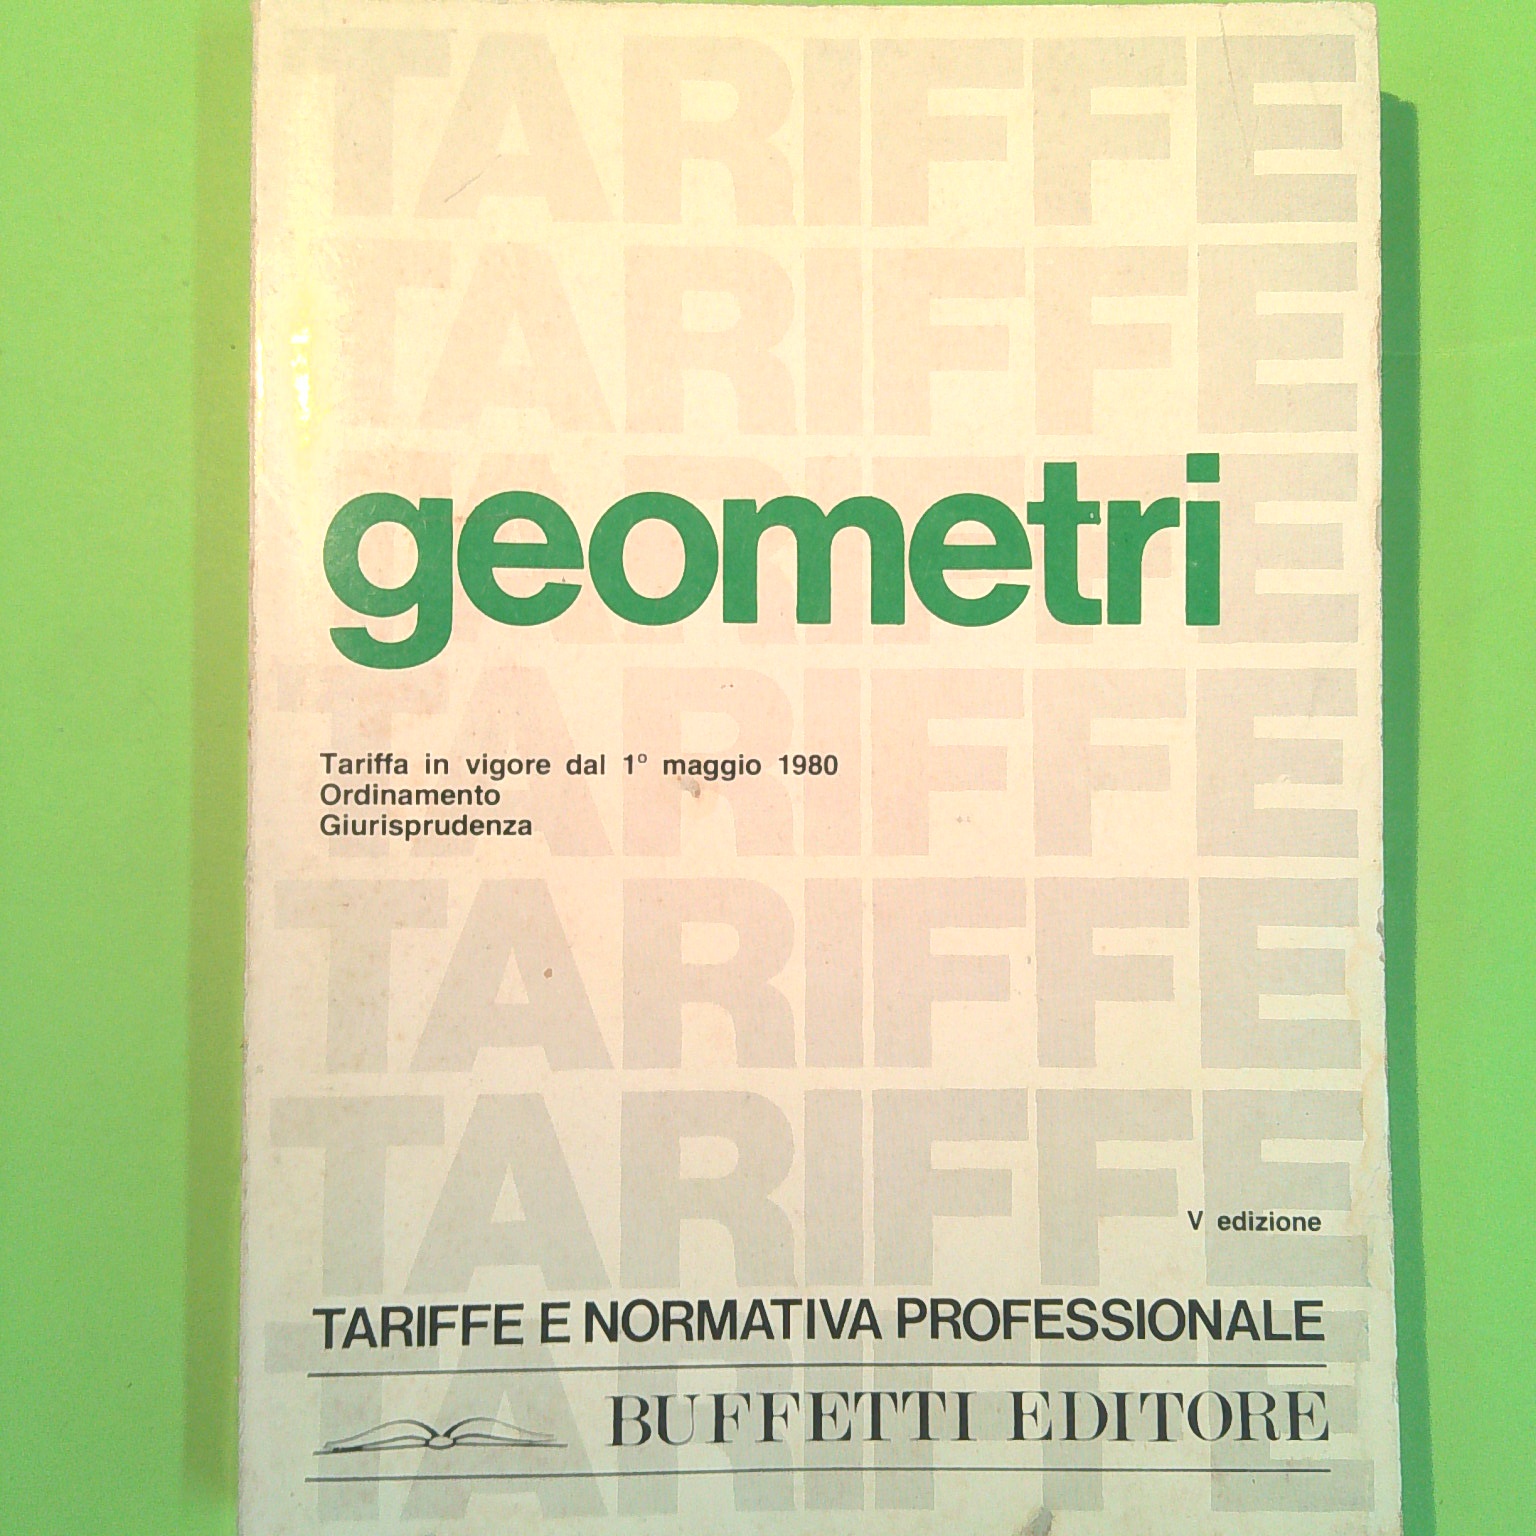 TARIFFE
TARIFFE
TARIFFE
geometri
TARIFFE
Tariffa in vigore dal 1° maggio 1980
Ordinamento
Giurisprudenza
TARIFFE
TARIFFE
V edizione
TARIFFE E NORMATIVA PROFESSIONALE
TARIFFE
BUFFETTI EDITORE